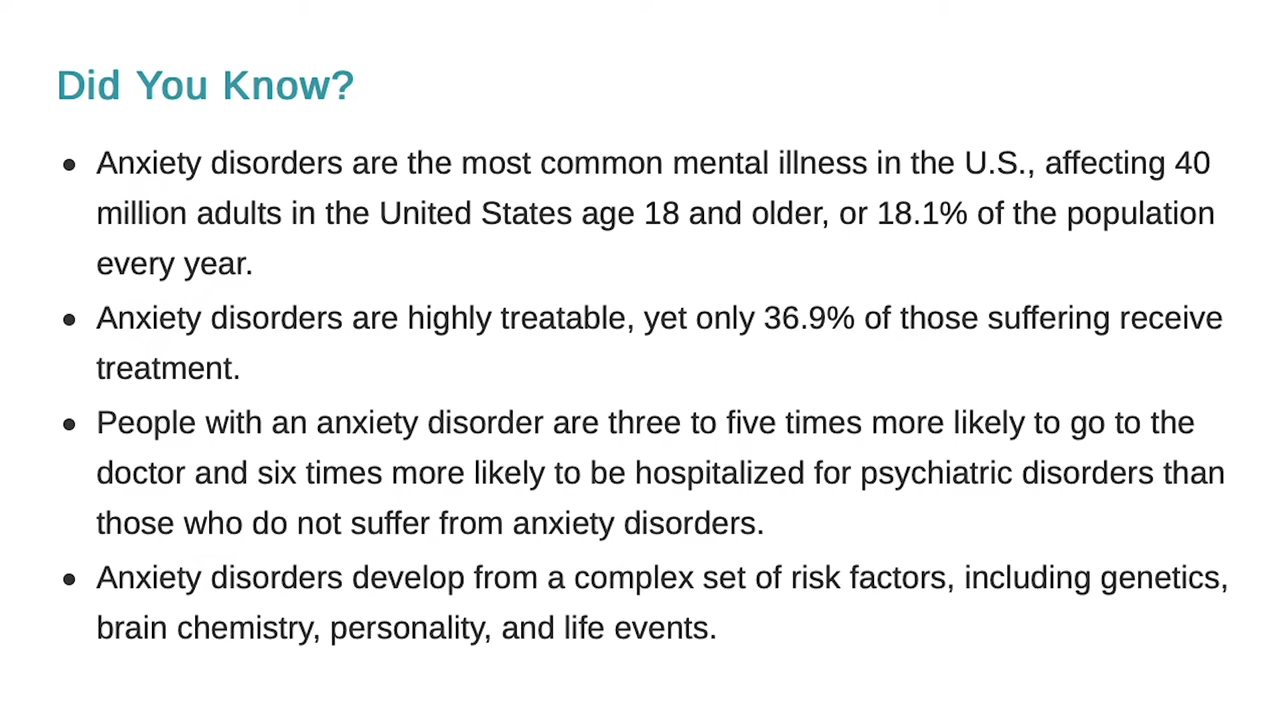 Did You Know?
• Anxiety disorders are the most common mental illness in the U.S., affecting 40
million adults in the United States age 18 and older, or 18.1% of the population
every year.
• Anxiety disorders are highly treatable, yet only 36.9% of those suffering receive
treatment.
• People with an anxiety disorder are three to five times more likely to go to the
doctor and six times more likely to be hospitalized for psychiatric disorders than
those who do not suffer from anxiety disorders.
• Anxiety disorders develop from a complex set of risk factors, including genetics,
brain chemistry, personality, and life events.